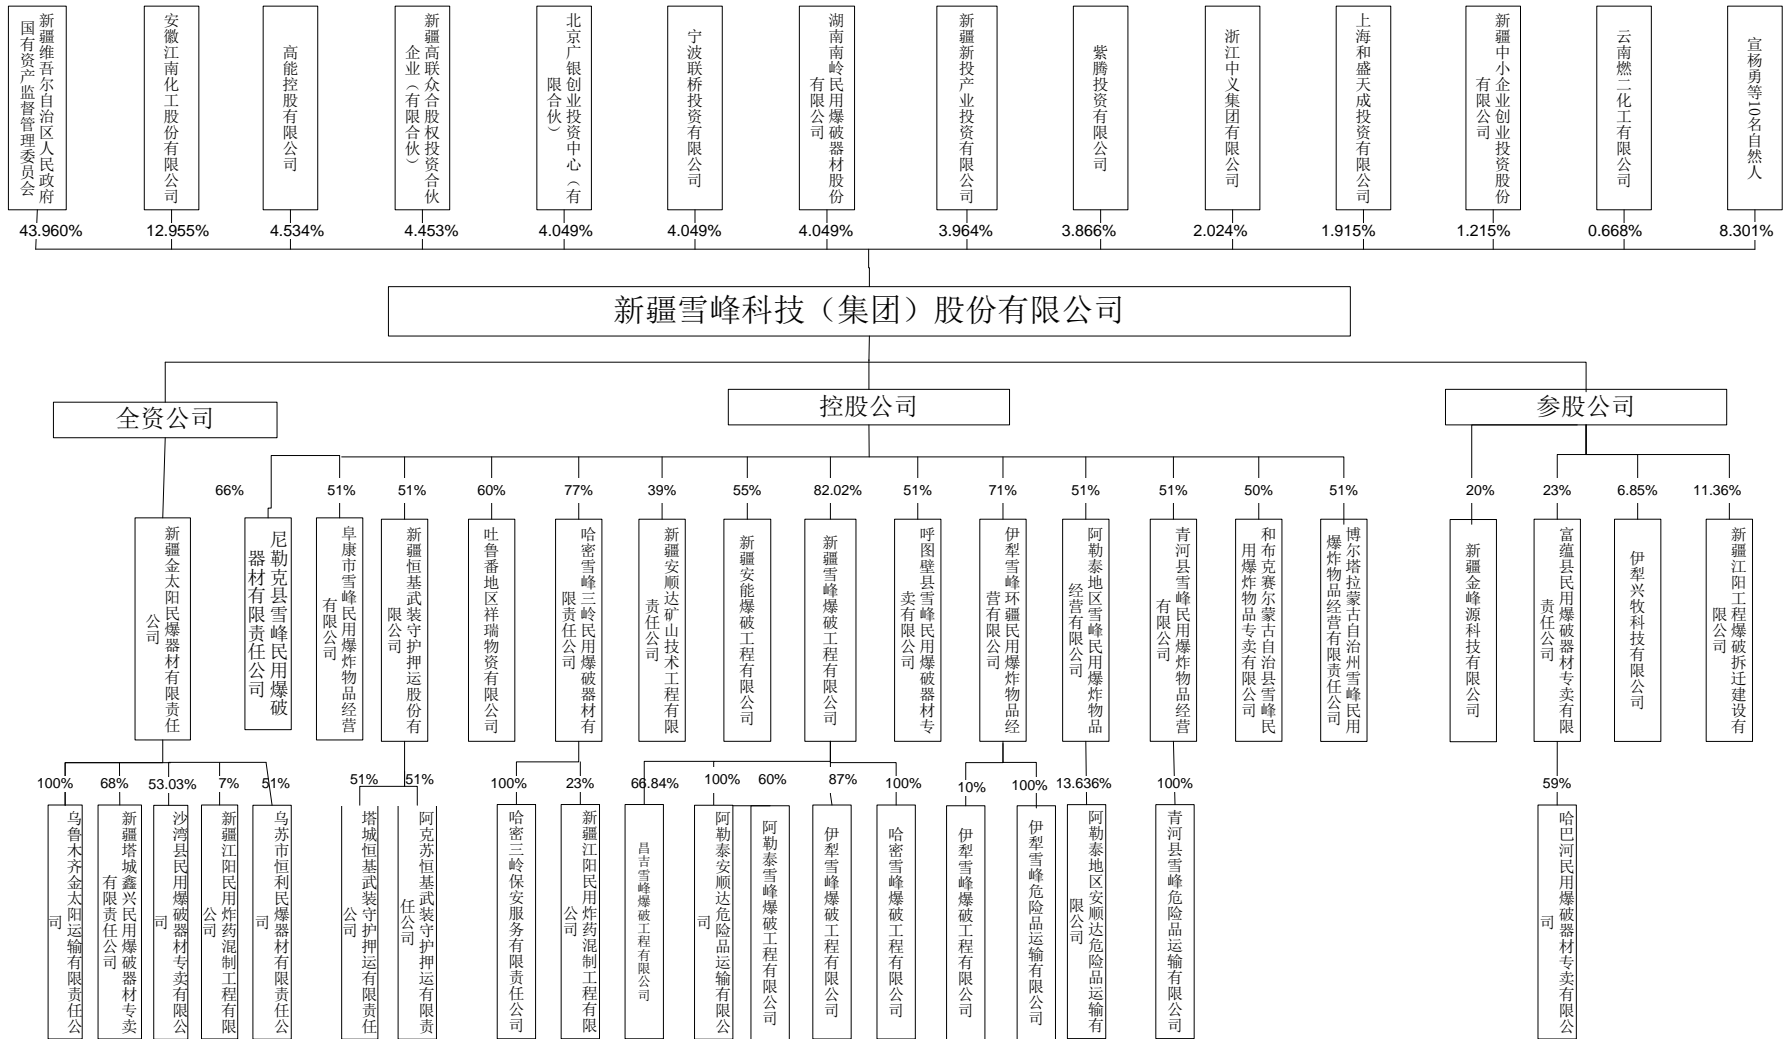 新疆维吾尔自治区人民政府
国有资产监督管理委员会
安徽江南化工股份有限公司
高能控股有限公司
新疆高联众合股权投资合伙
企业（有限合伙）
北京广银创业投资中心（有
限合伙）
宁波联桥投资有限公司
湖南南岭民用爆破器材股份
有限公司
新疆新投产业投资有限公司
紫腾投资有限公司
浙江中义集团有限公司
上海和盛天成投资有限公司
新疆中小企业创业投资股份
有限公司
云南燃二化工有限公司
宣杨勇等10名自然人
43.960%
12.955%
4.534%
4.453%
4.049%
4.049%
4.049%
3.964%
3.866%
2.024%
1.915%
1.215%
0.668%
8.301%
新疆雪峰科技（集团）股份有限公司
全资公司
控股公司
参股公司
66%
51%
51%
60%
77%
39%
55%
82.02%
51%
71%
51%
51%
50%
51%
20%
23%
6.85%
11.36%
新疆金太阳民爆器材有限责任
公司
尼勒克县雪峰民用爆破
器材有限责任公司
阜康市雪峰民用爆炸物品经营
有限公司
新疆恒基武装守护押运股份有
限公司
吐鲁番地区祥瑞物资有限公司
哈密雪峰三岭民用爆破器材有
限责任公司
新疆安顺达矿山技术工程有限
责任公司
新疆安能爆破工程有限公司
新疆雪峰爆破工程有限公司
呼图壁县雪峰民用爆破器材专
卖有限公司
伊犁雪峰环疆民用爆炸物品经
营有限公司
阿勒泰地区雪峰民用爆炸物品
经营有限公司
青河县雪峰民用爆炸物品经营
有限公司
和布克赛尔蒙古自治县雪峰民
用爆炸物品专卖有限公司
博尔塔拉蒙古自治州雪峰民用
爆炸物品经营有限责任公司
新疆金峰源科技有限公司
富蕴县民用爆破器材专卖有限
责任公司
伊犁兴牧科技有限公司
新疆江阳工程爆破拆迁建设有
限公司
100%
68%
53.03%
7%
51%
51%
51%
100%
23%
66.84%
100%
60%
87%
100%
10%
100%
13.636%
100%
59%
乌鲁木齐金太阳运输有限责任公
司
新疆塔城鑫兴民用爆破器材专卖
有限责任公司
沙湾县民用爆破器材专卖有限公
司
新疆江阳民用炸药混制工程有限
公司
乌苏市恒利民爆器材有限责任公
司
塔城恒基武装守护押运有限责任
公司
阿克苏恒基武装守护押运有限责
任公司
哈密三岭保安服务有限责任公司
新疆江阳民用炸药混制工程有限
公司
昌吉雪峰爆破工程有限公司
阿勒泰安顺达危险品运输有限公
司
阿勒泰雪峰爆破工程有限公司
伊犁雪峰爆破工程有限公司
哈密雪峰爆破工程有限公司
伊犁雪峰爆破工程有限公司
伊犁雪峰危险品运输有限公司
阿勒泰地区安顺达危险品运输有
限公司
青河县雪峰危险品运输有限公司
哈巴河民用爆破器材专卖有限公
司